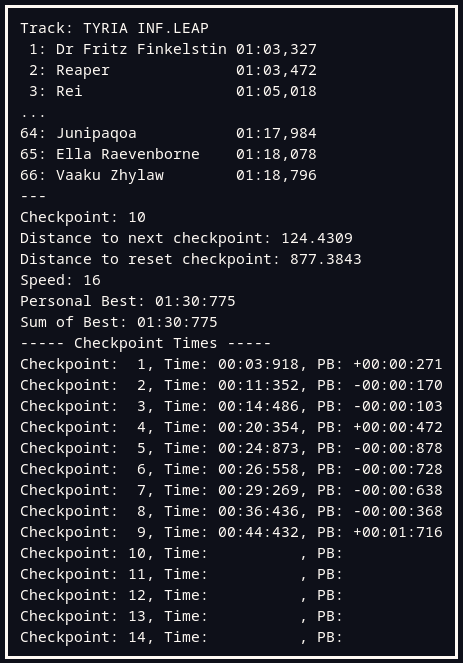 Track: TYRIA INF.LEAP
1: Dr Fritz Finkelstin 01:03,327
2: Reaper 01:03,472
3: Rei 01:05,018
...
64: Junipaqoa 01:17,984
65: Ella Raevenborne 01:18,078
66: Vaaku Zhylaw 01:18,796
---
Checkpoint: 10
Distance to next checkpoint: 124.4309
Distance to reset checkpoint: 877.3843
Speed: 16
Personal Best: 01:30:775
Sum of Best: 01:30:775
----- Checkpoint Times -----
Checkpoint:  1, Time: 00:03:918, PB: +00:00:271
Checkpoint:  2, Time: 00:11:352, PB: -00:00:170
Checkpoint:  3, Time: 00:14:486, PB: -00:00:103
Checkpoint:  4, Time: 00:20:354, PB: +00:00:472
Checkpoint:  5, Time: 00:24:873, PB: -00:00:878
Checkpoint:  6, Time: 00:26:558, PB: -00:00:728
Checkpoint:  7, Time: 00:29:269, PB: -00:00:638
Checkpoint:  8, Time: 00:36:436, PB: -00:00:368
Checkpoint:  9, Time: 00:44:432, PB: +00:01:716
Checkpoint: 10, Time:          , PB:
Checkpoint: 11, Time:          , PB:
Checkpoint: 12, Time:          , PB:
Checkpoint: 13, Time:          , PB:
Checkpoint: 14, Time:          , PB: